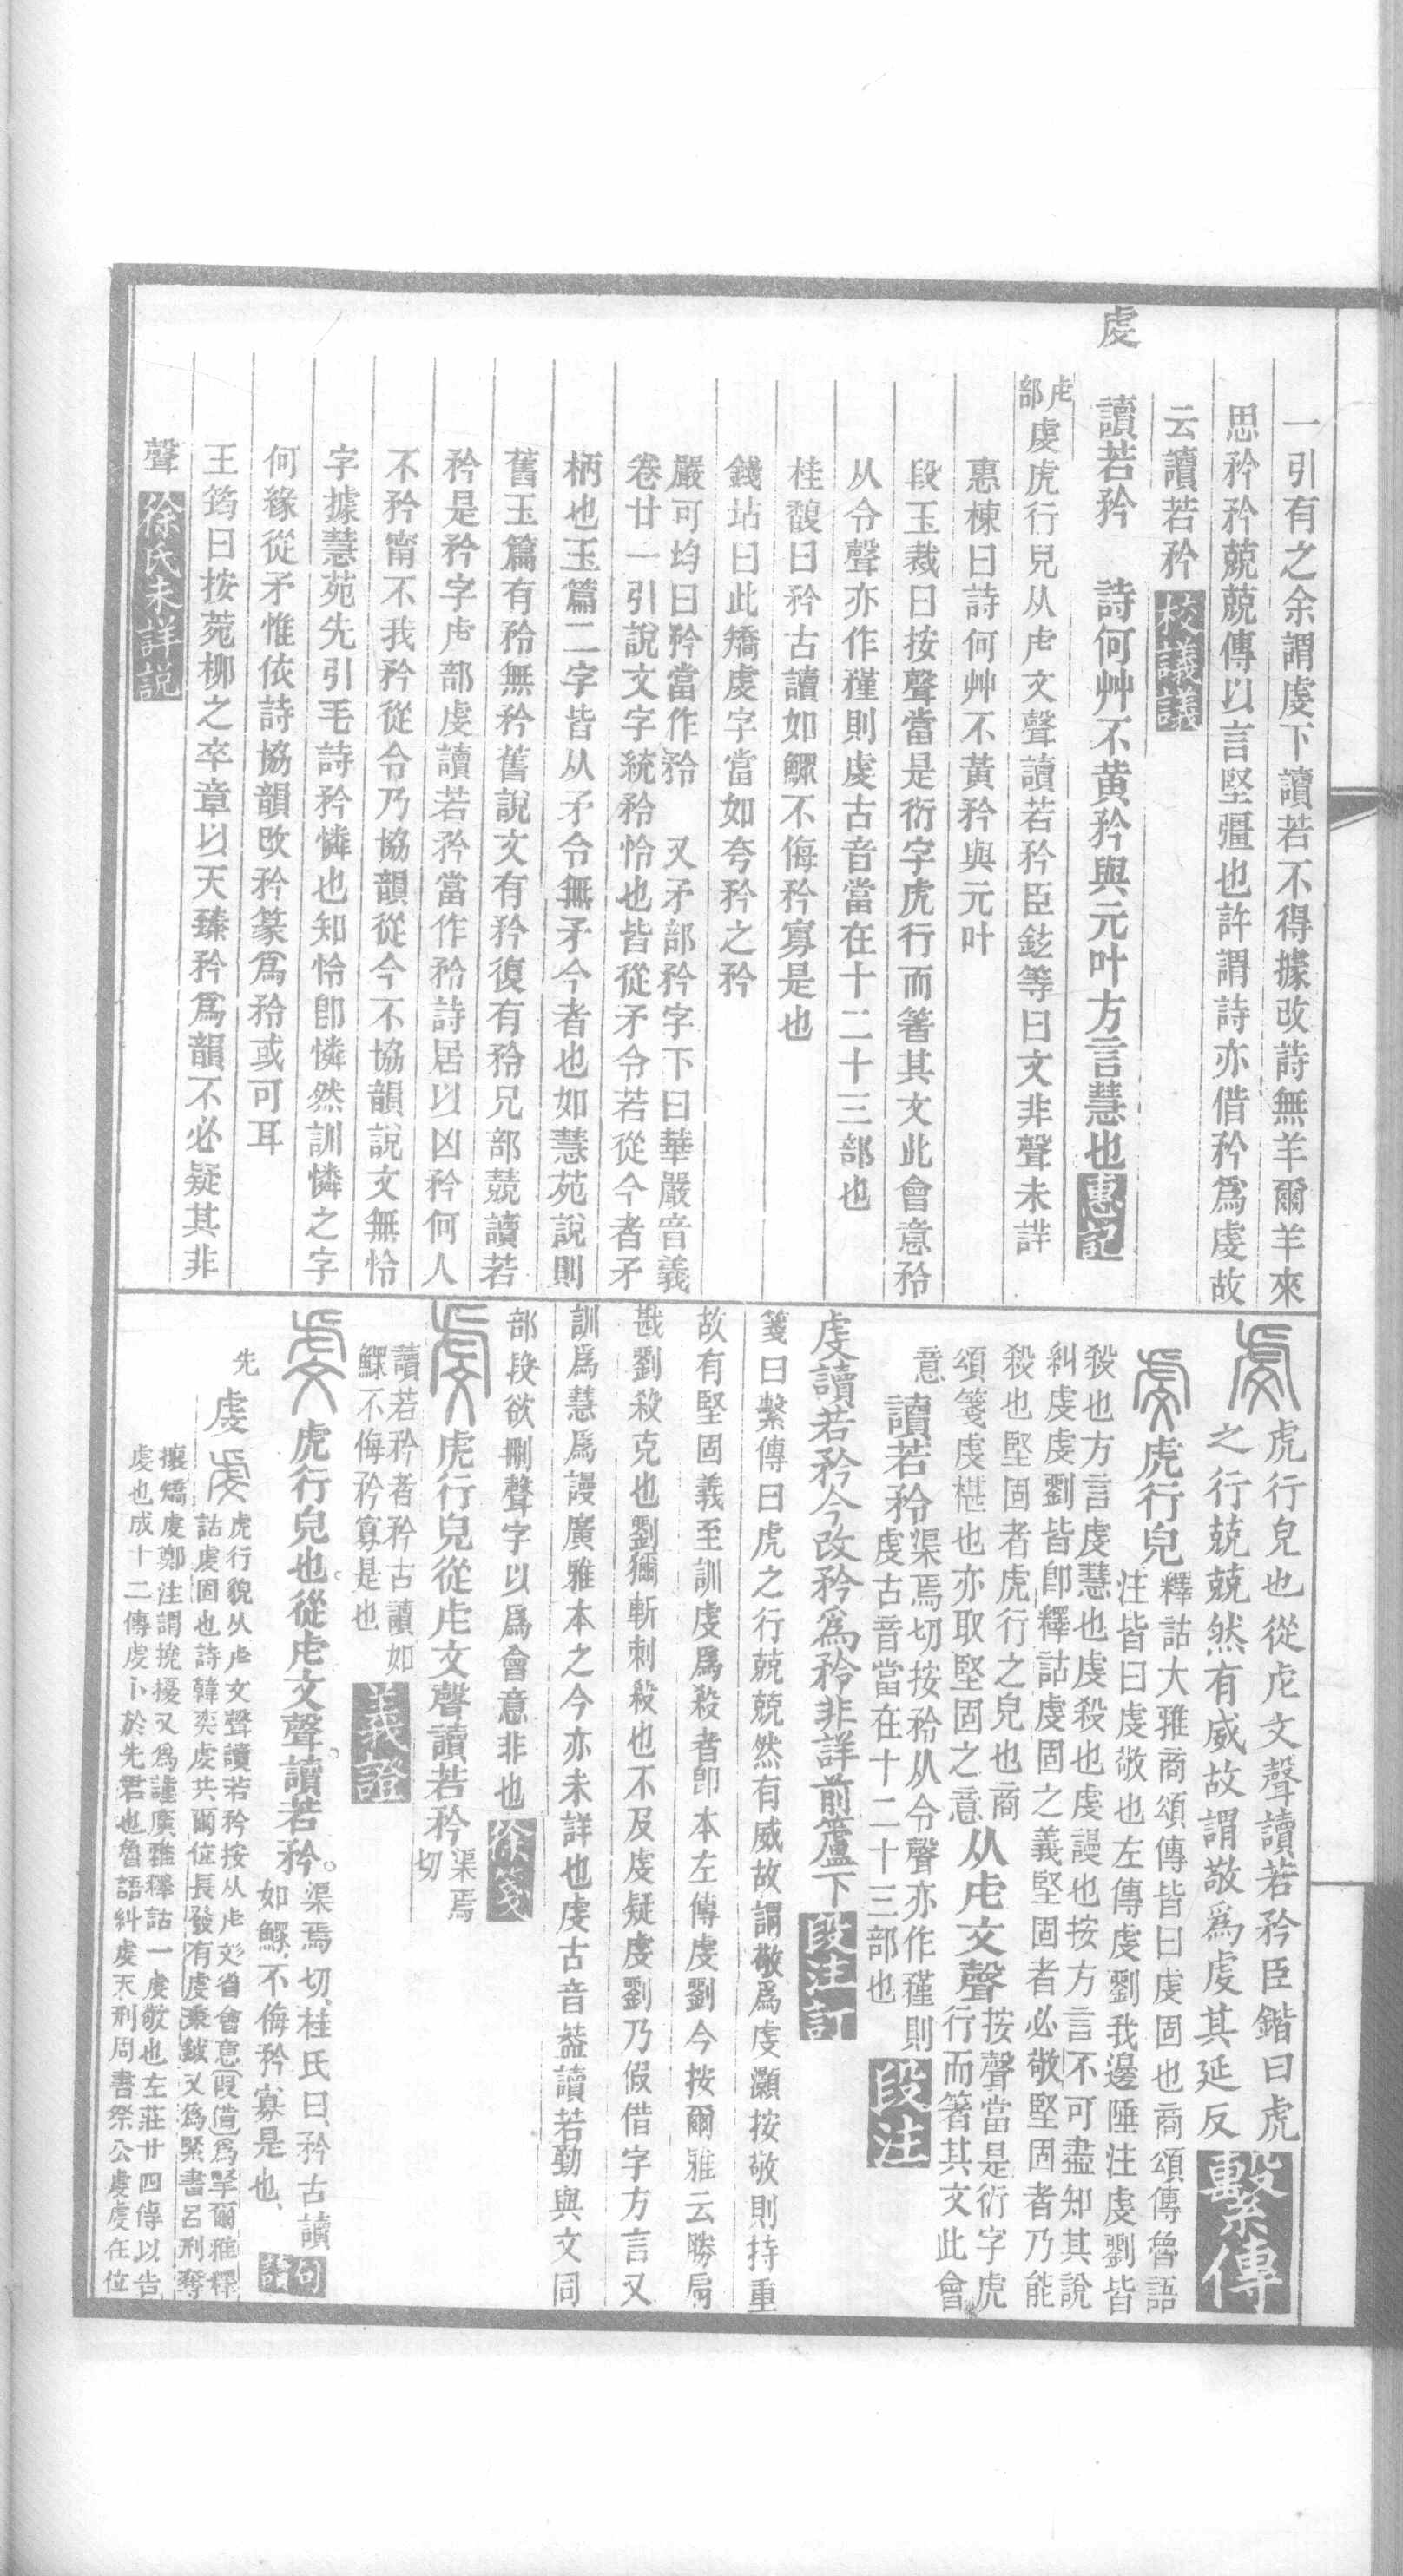 一引有之余謂虔下讀若不得據改詩無羊爾羊來
思矜矜兢兢傳以言堅彊也許謂詩亦借矜爲虔故
云讀若矜 校議議
虔
讀若矜 詩何艸不黃矜與元叶方言慧也 惠記
虍部
虔虎行皃从虍文聲讀若矜臣鉉等曰文非聲未詳
惠棟曰詩何艸不黃矜與元叶
段玉裁曰按聲當是衍字虎行而箸其文此會意矜
从令聲亦作矜則虔古音當在十二十三部也
桂馥曰矜古讀如鰥不侮矜寡是也
錢坫曰此矯虔字當如夸矜之矜
嚴可均曰矜當作矝 又矛部矜字下曰華嚴音義
卷廿一引說文字統矝怜也皆從矛令若從今者矛
柄也玉篇二字皆从矛令無矛今者也如慧苑說則
舊玉篇有矝無矜舊說文有矜復有矝兄部兢讀若
矜是矜字虍部虔讀若矜當作矝詩居以凶矜何人
不矜甯不我矜從令乃協韻從今不協韻說文無怜
字據慧苑先引毛詩矜憐也知怜卽憐然訓憐之字
何緣從矛惟依詩協韻改矜篆爲矝或可耳
王筠曰按菀柳之卒章以天臻矜爲韻不必疑其非
聲 徐氏未詳說
虎行皃也從虍文聲讀若矜臣鍇曰虎
之行兢兢然有威故謂敬爲虔其延反 繫傳
虎行皃
釋詁大雅商頌傳皆曰虔固也商頌傳魯語
注皆曰虔敬也左傳虔劉我邊陲注虔劉皆
殺也方言虔慧也虔殺也虔謾也按方言不可盡知其說
糾虔虔劉皆卽釋詁虔固之義堅固者必敬堅固者乃能
殺也堅固者虎行之皃也商
頌箋虔椹也亦取堅固之意
从虍文聲
按聲當是衍字虎
行而箸其文此會
意
讀若矜
渠焉切按矝从令聲亦作矜則
虔古音當在十二十三部也
段注
虔讀若矜今改矜爲矝非詳前簠下 段注訂
箋曰繫傳曰虎之行兢兢然有威故謂敬爲虔灝按敬則持重
故有堅固義至訓虔爲殺者卽本左傳虔劉今按爾雅云勝肩
戡劉殺克也劉獮斬刺殺也不及虔疑虔劉乃假借字方言又
訓爲慧爲謾廣雅本之今亦未詳也虔古音葢讀若勤與文同
部段欲刪聲字以爲會意非也 徐箋
虎行皃從虍文聲讀若矜
渠焉
切
讀若矜者矜古讀如
鰥不侮矜寡是也
義證
虎行皃也。從虍文聲。讀若矜。
渠焉切、桂氏曰、矜古讀
如鰥、不侮矜寡是也、
句讀
先
虔
虎行貌从虍文聲讀若矜按从虍文省會意叚借爲掔爾雅釋
詁虔固也詩韓奕虔共爾位長發有虔秉鉞又爲緊書呂刑奪
攘矯虔鄭注謂撓擾又爲謹廣雅釋詁一虔敬也左莊廿四傳以告
虔也成十二傳虔卜於先君也魯語糾虔天刑周書祭公虔虔在位